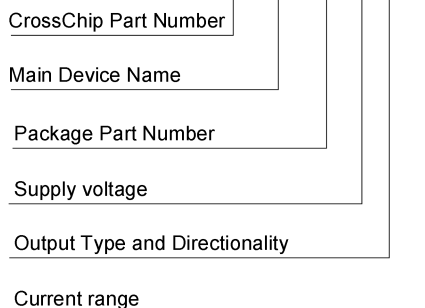 CrossChip Part Number
Main Device Name
Package Part Number
Supply voltage
Output Type and Directionality
Current range